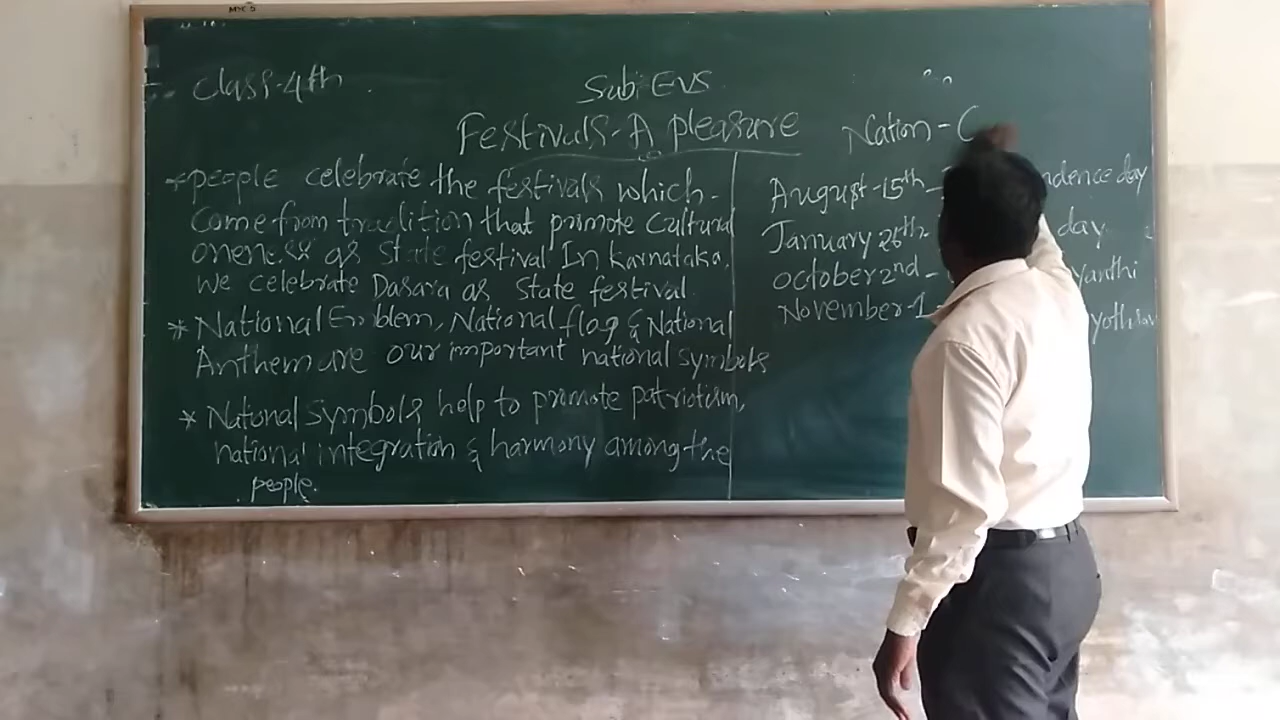 Class-4th
Sub: EVS
Festivals-A pleasure
*people celebrate the festivals which
come from tradition that promote cultural
oneness as state festival In Karnataka.
We celebrate Dasara as state festival
* National Emblem, National flag & National
Anthem are our important national symbols
* National symbols help to promote patriotism,
national integration & harmony among the
people.
Nation - C
August-15th - ndence day
January 26th- day
October 2nd - yanthi
November-1